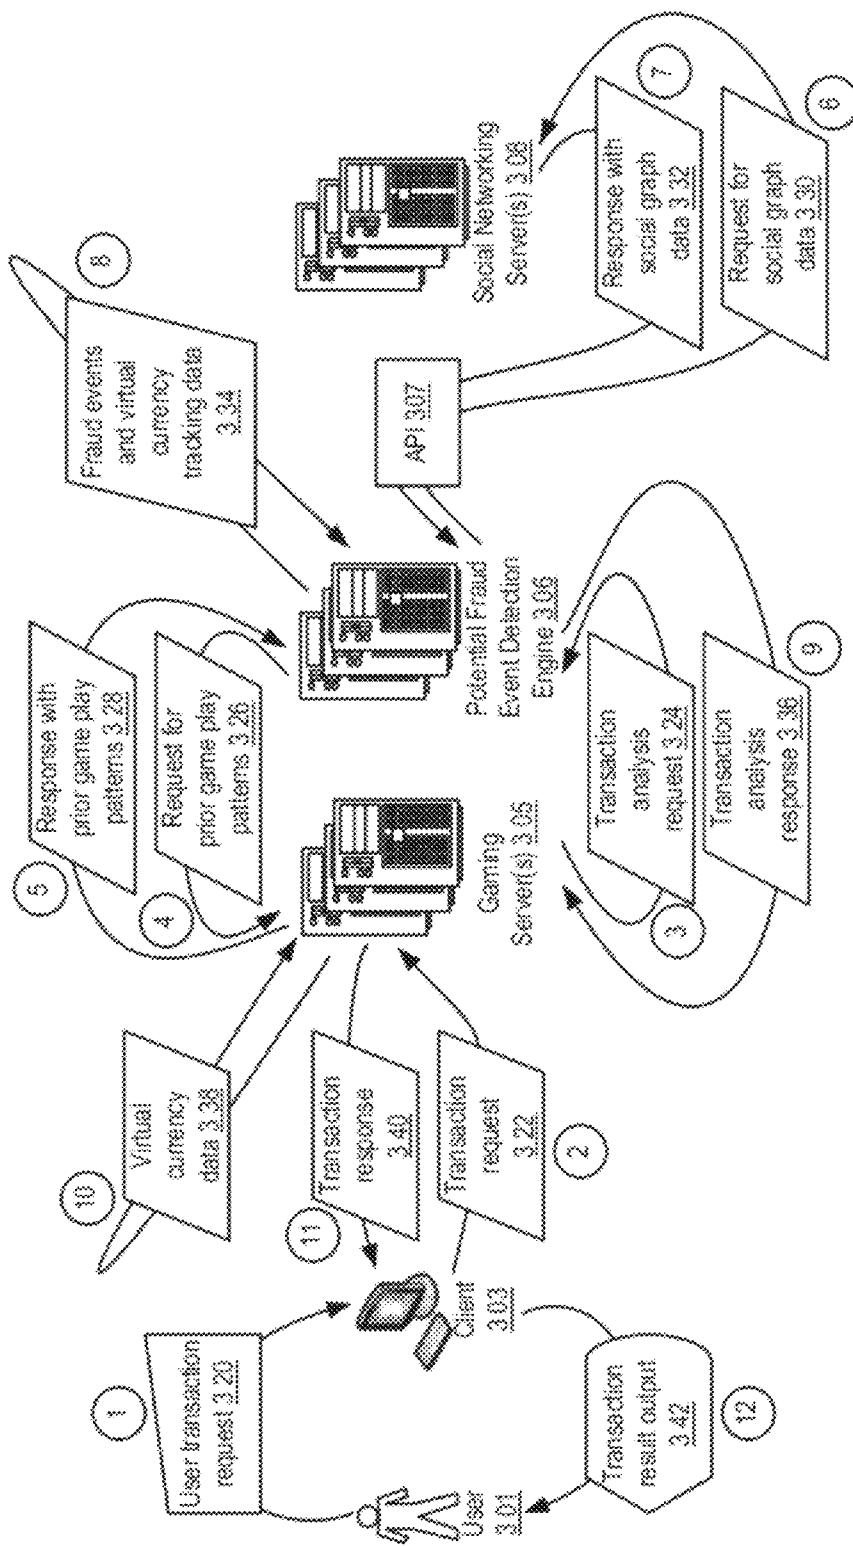 1
User transaction
request 3.20
User
3.01
Client
3.03
Transaction
result output
3.42
12
10
Virtual
currency
data 3.38
11
Transaction
response
3.40
Transaction
request
3.22
2
5
Response with
prior game play
patterns 3.28
4
Request for
prior game play
patterns 3.26
Gaming
Server(s) 3.05
Potential Fraud
Event Detection
Engine 3.06
3
Transaction
analysis
request 3.24
Transaction
analysis
response 3.36
9
8
Fraud events
and virtual
currency
tracking data
3.34
API 307
Social Networking
Server(s) 3.08
7
Response with
social graph
data 3.32
Request for
social graph
data 3.30
6